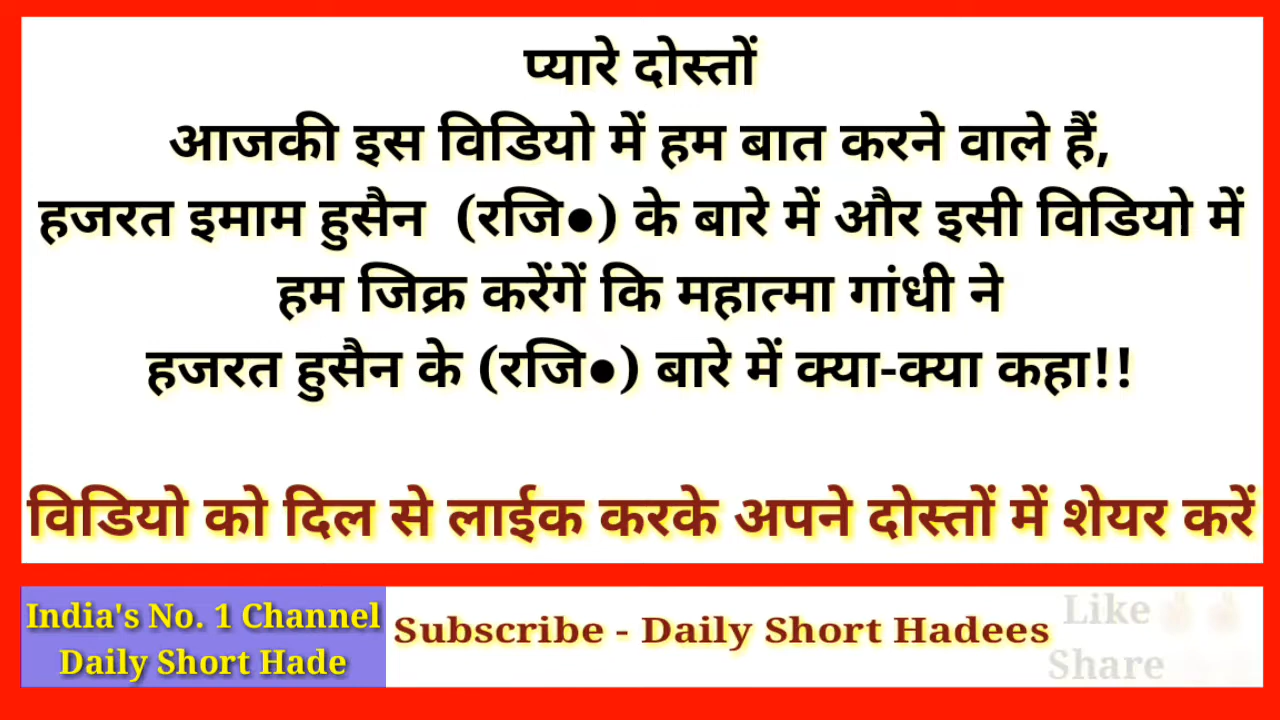 प्यारे दोस्तों
आजकी इस विडियो में हम बात करने वाले हैं,
हजरत इमाम हुसैन (रजि●) के बारे में और इसी विडियो में
हम जिक्र करेंगें कि महात्मा गांधी ने
हजरत हुसैन के (रजि●) बारे में क्या-क्या कहा!!
विडियो को दिल से लाईक करके अपने दोस्तों में शेयर करें
India's No. 1 Channel
Daily Short Hade
Subscribe - Daily Short Hadees
Like
Share